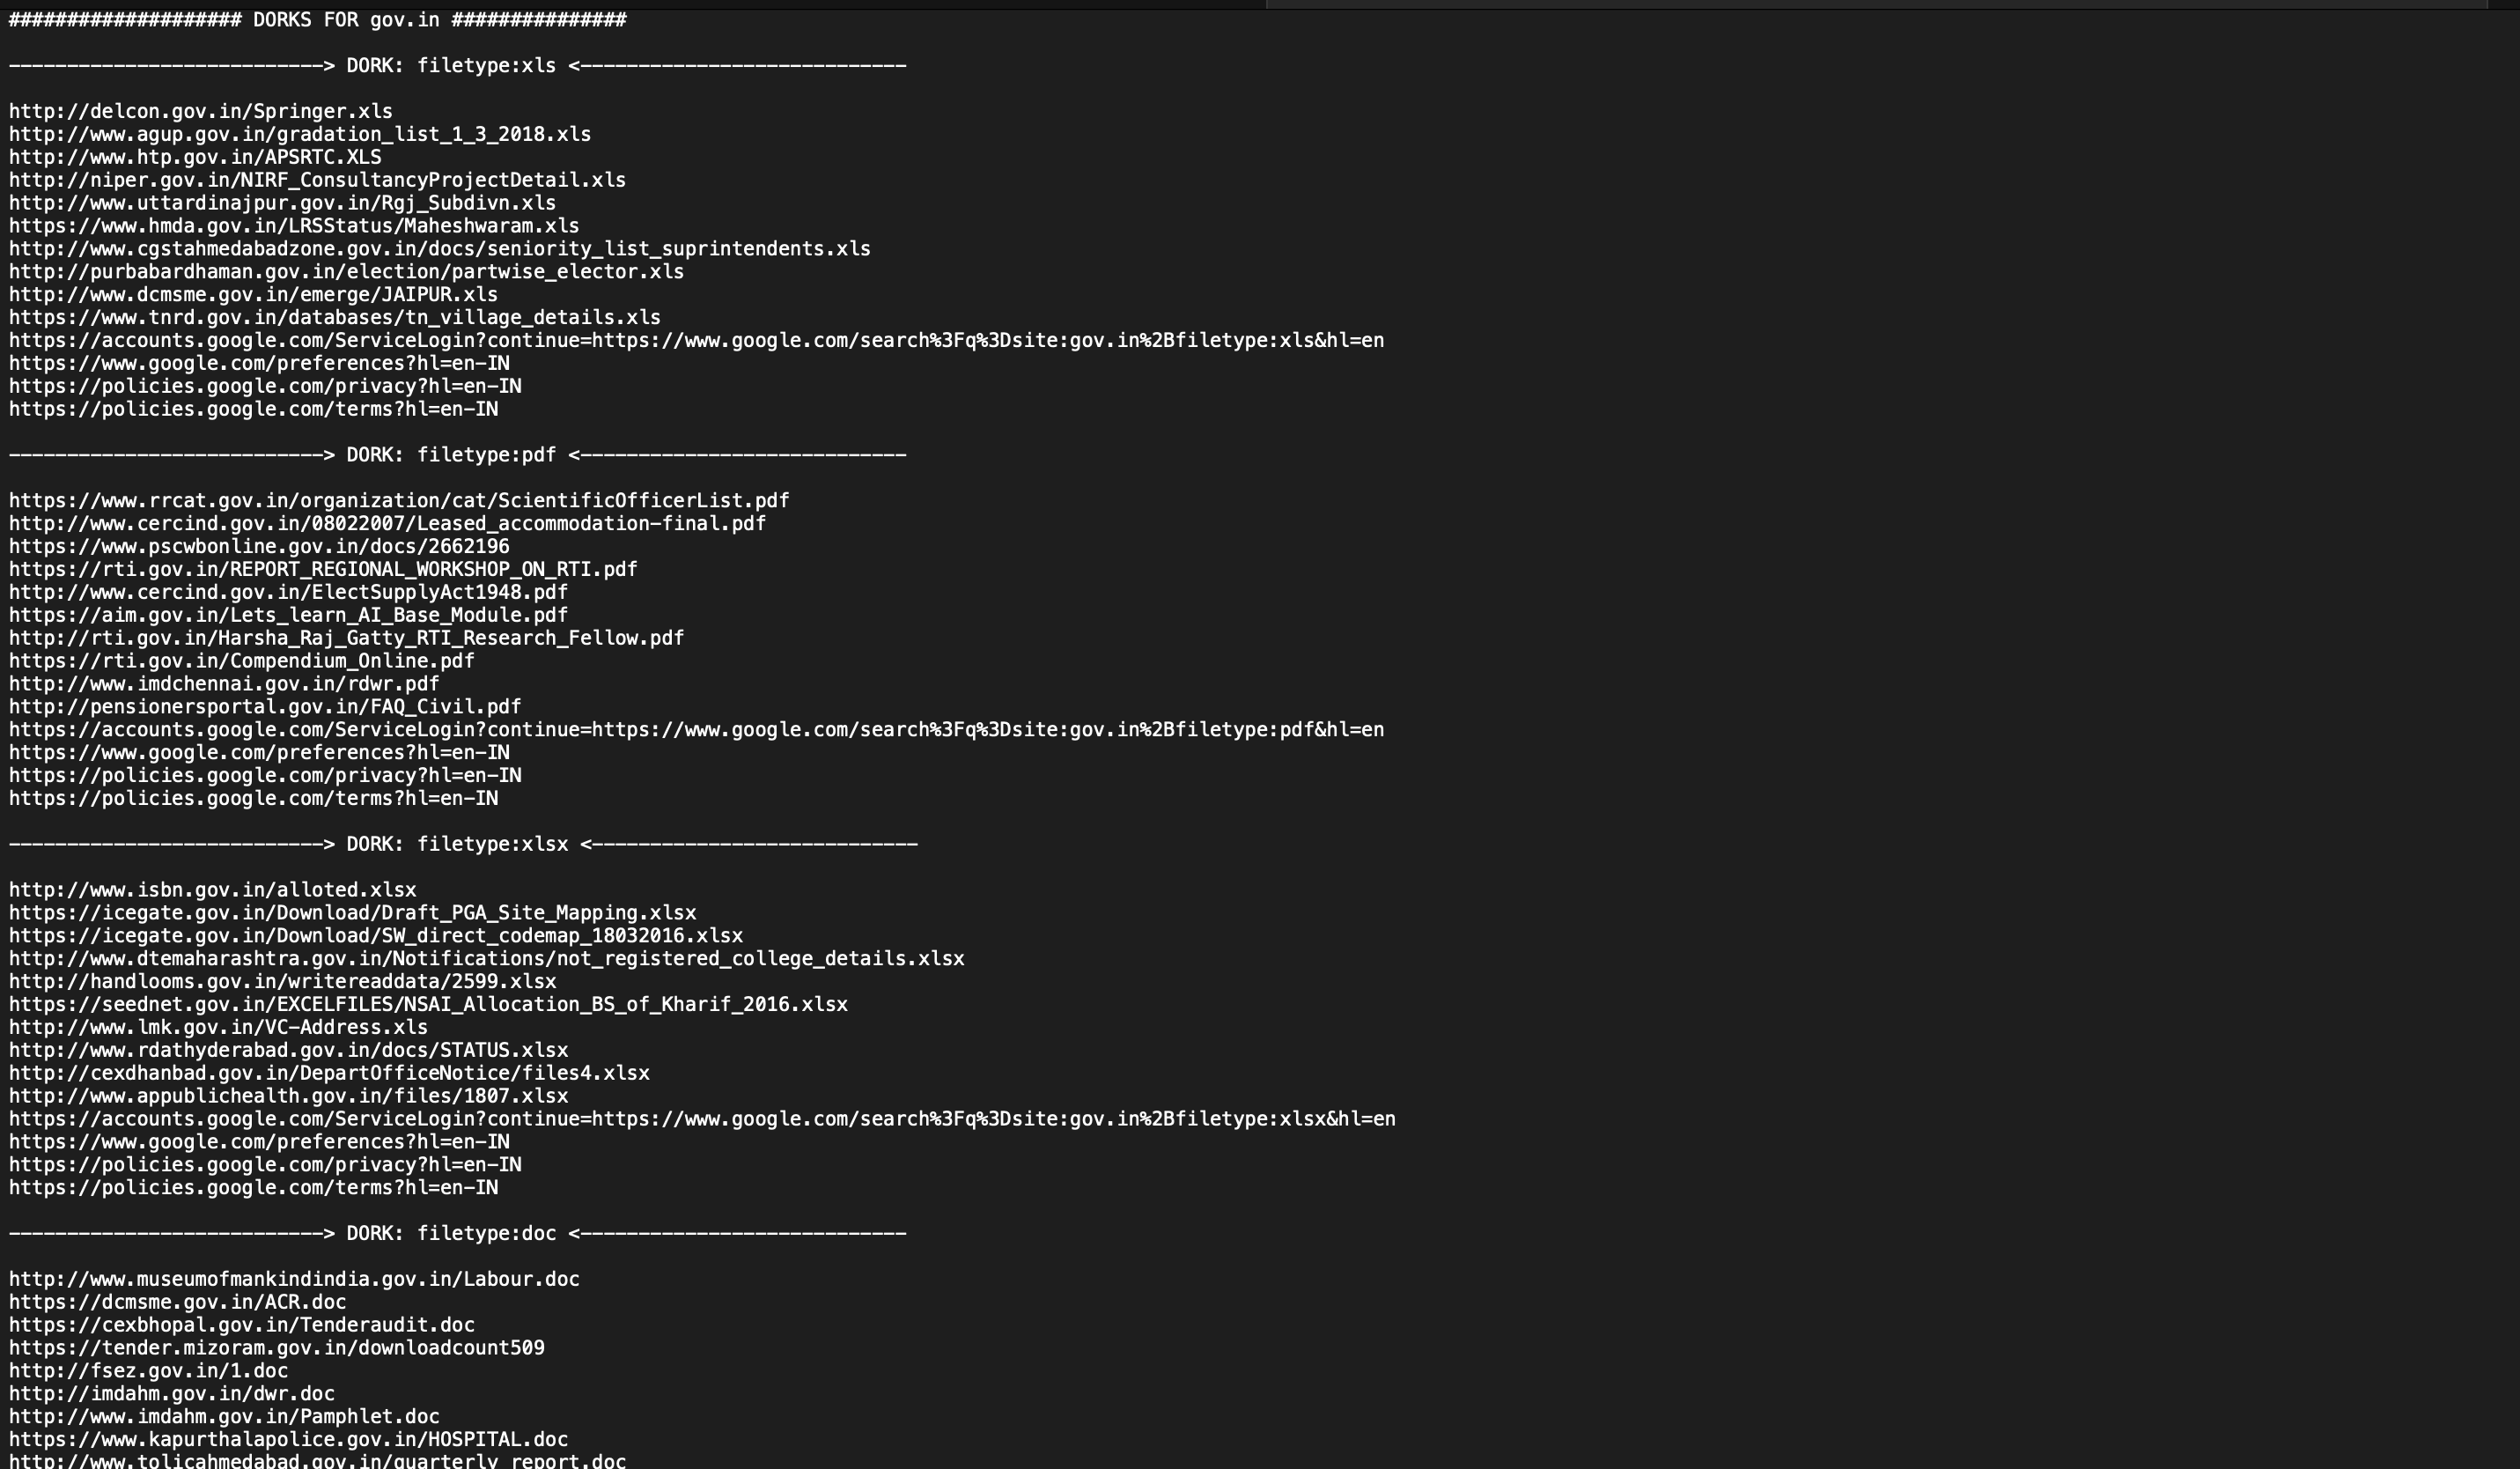 #################### DORKS FOR gov.in ###############
---------------------------> DORK: filetype:xls <----------------------------
http://delcon.gov.in/Springer.xls
http://www.agup.gov.in/gradation_list_1_3_2018.xls
http://www.htp.gov.in/APSRTC.XLS
http://niper.gov.in/NIRF_ConsultancyProjectDetail.xls
http://www.uttardinajpur.gov.in/Rgj_Subdivn.xls
https://www.hmda.gov.in/LRSStatus/Maheshwaram.xls
http://www.cgstahmedabadzone.gov.in/docs/seniority_list_suprintendents.xls
http://purbabardhaman.gov.in/election/partwise_elector.xls
http://www.dcmsme.gov.in/emerge/JAIPUR.xls
https://www.tnrd.gov.in/databases/tn_village_details.xls
https://accounts.google.com/ServiceLogin?continue=https://www.google.com/search%3Fq%3Dsite:gov.in%2Bfiletype:xls&hl=en
https://www.google.com/preferences?hl=en-IN
https://policies.google.com/privacy?hl=en-IN
https://policies.google.com/terms?hl=en-IN
---------------------------> DORK: filetype:pdf <----------------------------
https://www.rrcat.gov.in/organization/cat/ScientificOfficerList.pdf
http://www.cercind.gov.in/08022007/Leased_accommodation-final.pdf
https://www.pscwbonline.gov.in/docs/2662196
https://rti.gov.in/REPORT_REGIONAL_WORKSHOP_ON_RTI.pdf
http://www.cercind.gov.in/ElectSupplyAct1948.pdf
https://aim.gov.in/Lets_learn_AI_Base_Module.pdf
http://rti.gov.in/Harsha_Raj_Gatty_RTI_Research_Fellow.pdf
https://rti.gov.in/Compendium_Online.pdf
http://www.imdchennai.gov.in/rdwr.pdf
http://pensionersportal.gov.in/FAQ_Civil.pdf
https://accounts.google.com/ServiceLogin?continue=https://www.google.com/search%3Fq%3Dsite:gov.in%2Bfiletype:pdf&hl=en
https://www.google.com/preferences?hl=en-IN
https://policies.google.com/privacy?hl=en-IN
https://policies.google.com/terms?hl=en-IN
---------------------------> DORK: filetype:xlsx <----------------------------
http://www.isbn.gov.in/alloted.xlsx
https://icegate.gov.in/Download/Draft_PGA_Site_Mapping.xlsx
https://icegate.gov.in/Download/SW_direct_codemap_18032016.xlsx
http://www.dtemaharashtra.gov.in/Notifications/not_registered_college_details.xlsx
http://handlooms.gov.in/writereaddata/2599.xlsx
https://seednet.gov.in/EXCELFILES/NSAI_Allocation_BS_of_Kharif_2016.xlsx
http://www.lmk.gov.in/VC-Address.xls
http://www.rdathyderabad.gov.in/docs/STATUS.xlsx
http://cexdhanbad.gov.in/DepartOfficeNotice/files4.xlsx
http://www.appublichealth.gov.in/files/1807.xlsx
https://accounts.google.com/ServiceLogin?continue=https://www.google.com/search%3Fq%3Dsite:gov.in%2Bfiletype:xlsx&hl=en
https://www.google.com/preferences?hl=en-IN
https://policies.google.com/privacy?hl=en-IN
https://policies.google.com/terms?hl=en-IN
---------------------------> DORK: filetype:doc <----------------------------
http://www.museumofmankindindia.gov.in/Labour.doc
https://dcmsme.gov.in/ACR.doc
https://cexbhopal.gov.in/Tenderaudit.doc
https://tender.mizoram.gov.in/downloadcount509
http://fsez.gov.in/1.doc
http://imdahm.gov.in/dwr.doc
http://www.imdahm.gov.in/Pamphlet.doc
https://www.kapurthalapolice.gov.in/HOSPITAL.doc
http://www.tolicahmedabad.gov.in/quarterly_report.doc